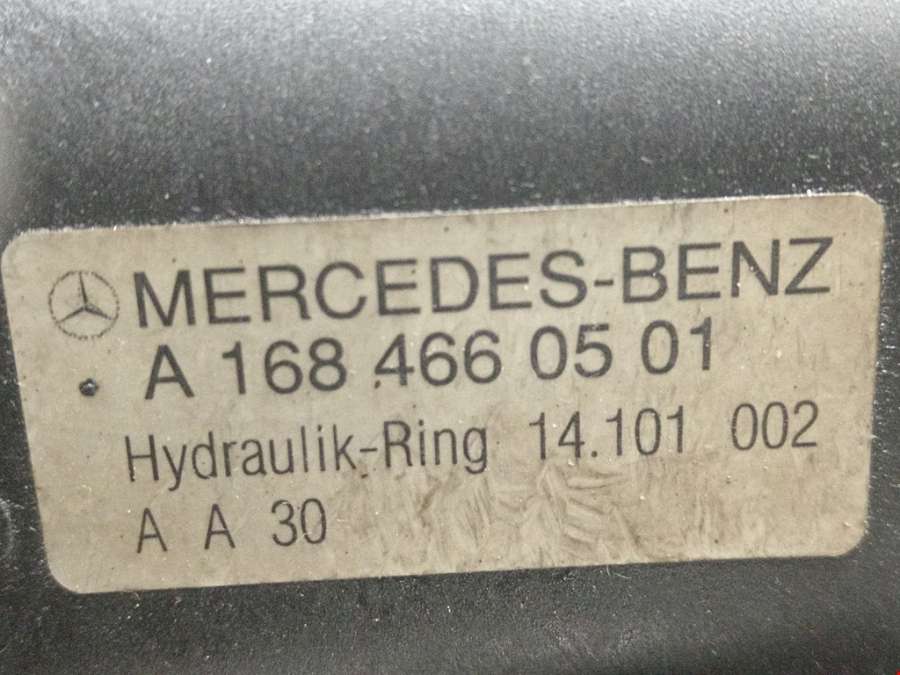 MERCEDES-BENZ
A 168 466 05 01
Hydraulik-Ring 14.101 002
A A 30